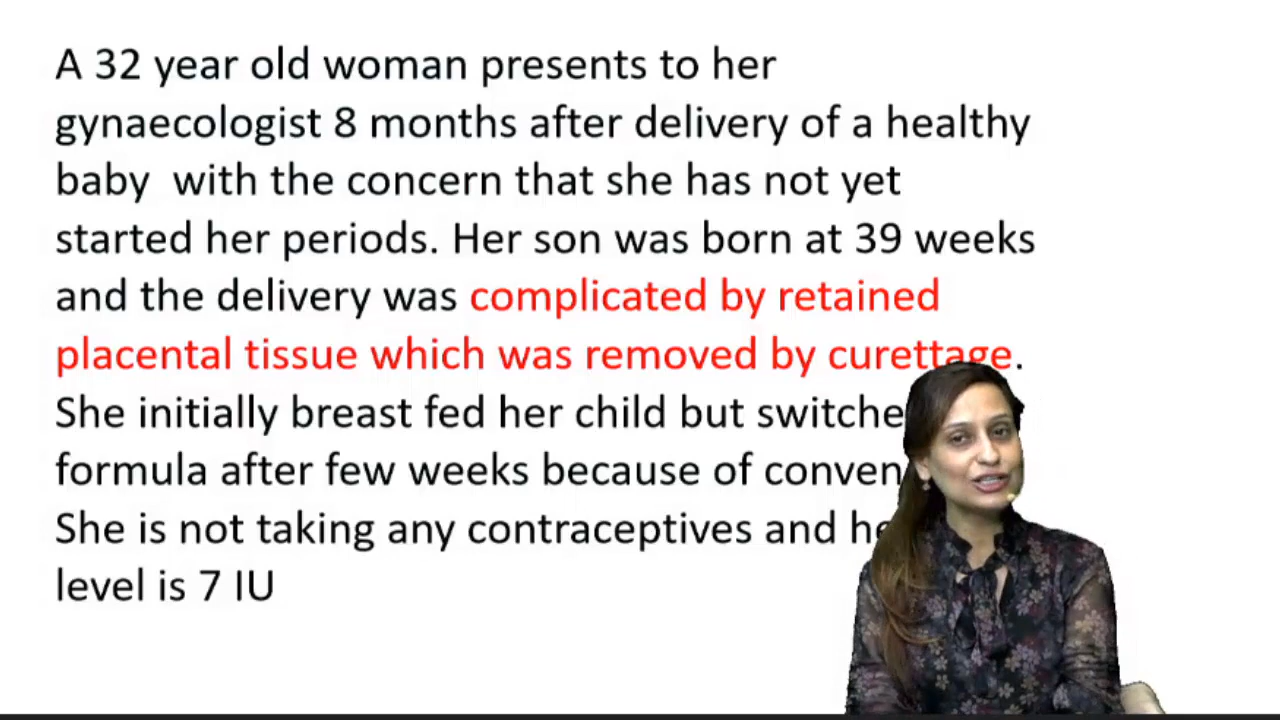 A 32 year old woman presents to her
gynaecologist 8 months after delivery of a healthy
baby with the concern that she has not yet
started her periods. Her son was born at 39 weeks
and the delivery was complicated by retained
placental tissue which was removed by curettage.
She initially breast fed her child but
formula after few weeks because of
She is not taking any contraceptives and
level is 7 IU